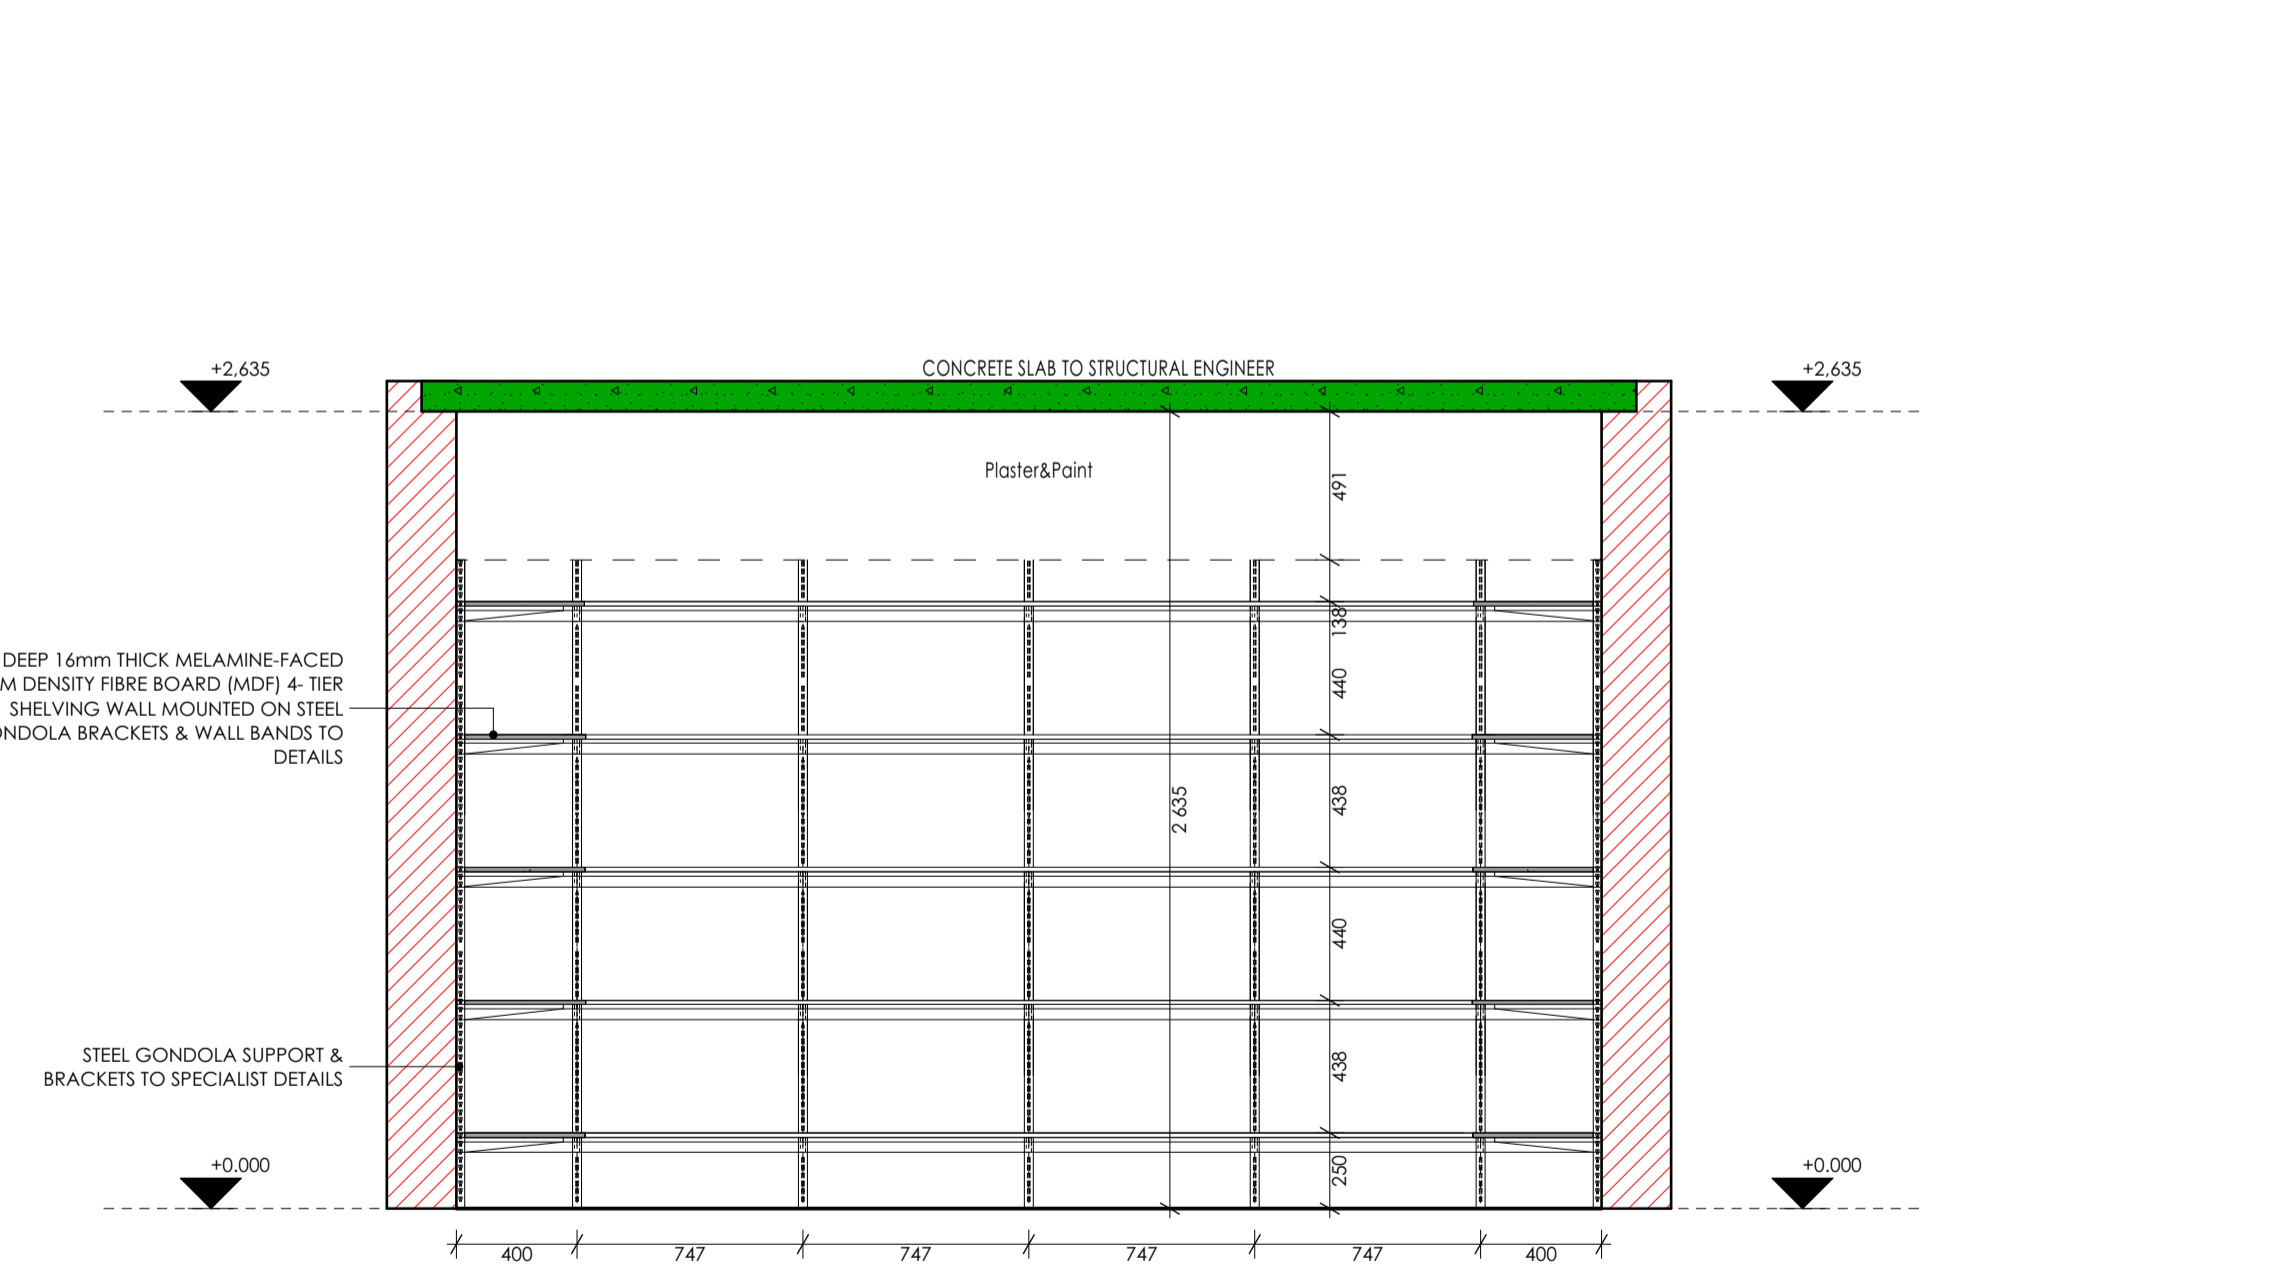 CONCRETE SLAB TO STRUCTURAL ENGINEER
+2,635
+2,635
Plaster&Paint
491
138
440
438
2 635
440
438
250
DEEP 16mm THICK MELAMINE-FACED
M DENSITY FIBRE BOARD (MDF) 4- TIER
SHELVING WALL MOUNTED ON STEEL
NDOLA BRACKETS & WALL BANDS TO
DETAILS
STEEL GONDOLA SUPPORT &
BRACKETS TO SPECIALIST DETAILS
+0.000
+0.000
400 747 747 747 747 400